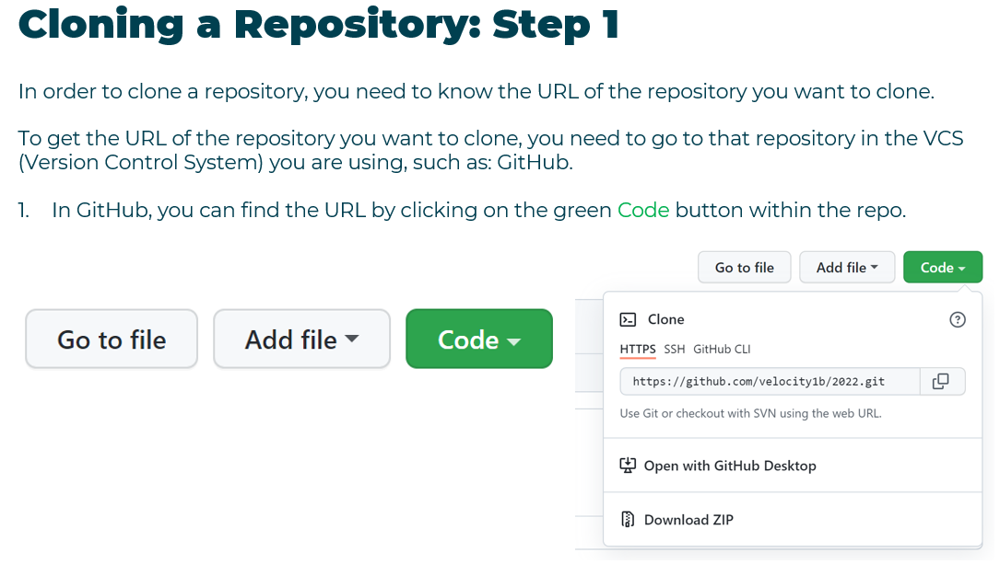 Cloning a Repository: Step 1
In order to clone a repository, you need to know the URL of the repository you want to clone.
To get the URL of the repository you want to clone, you need to go to that repository in the VCS
(Version Control System) you are using, such as: GitHub.
1. In GitHub, you can find the URL by clicking on the green Code button within the repo.
Go to file Add file Code
Go to file Add file Code
Clone
HTTPS SSH GitHub CLI
https://github.com/velocity1b/2022.git
Use Git or checkout with SVN using the web URL.
Open with GitHub Desktop
Download ZIP